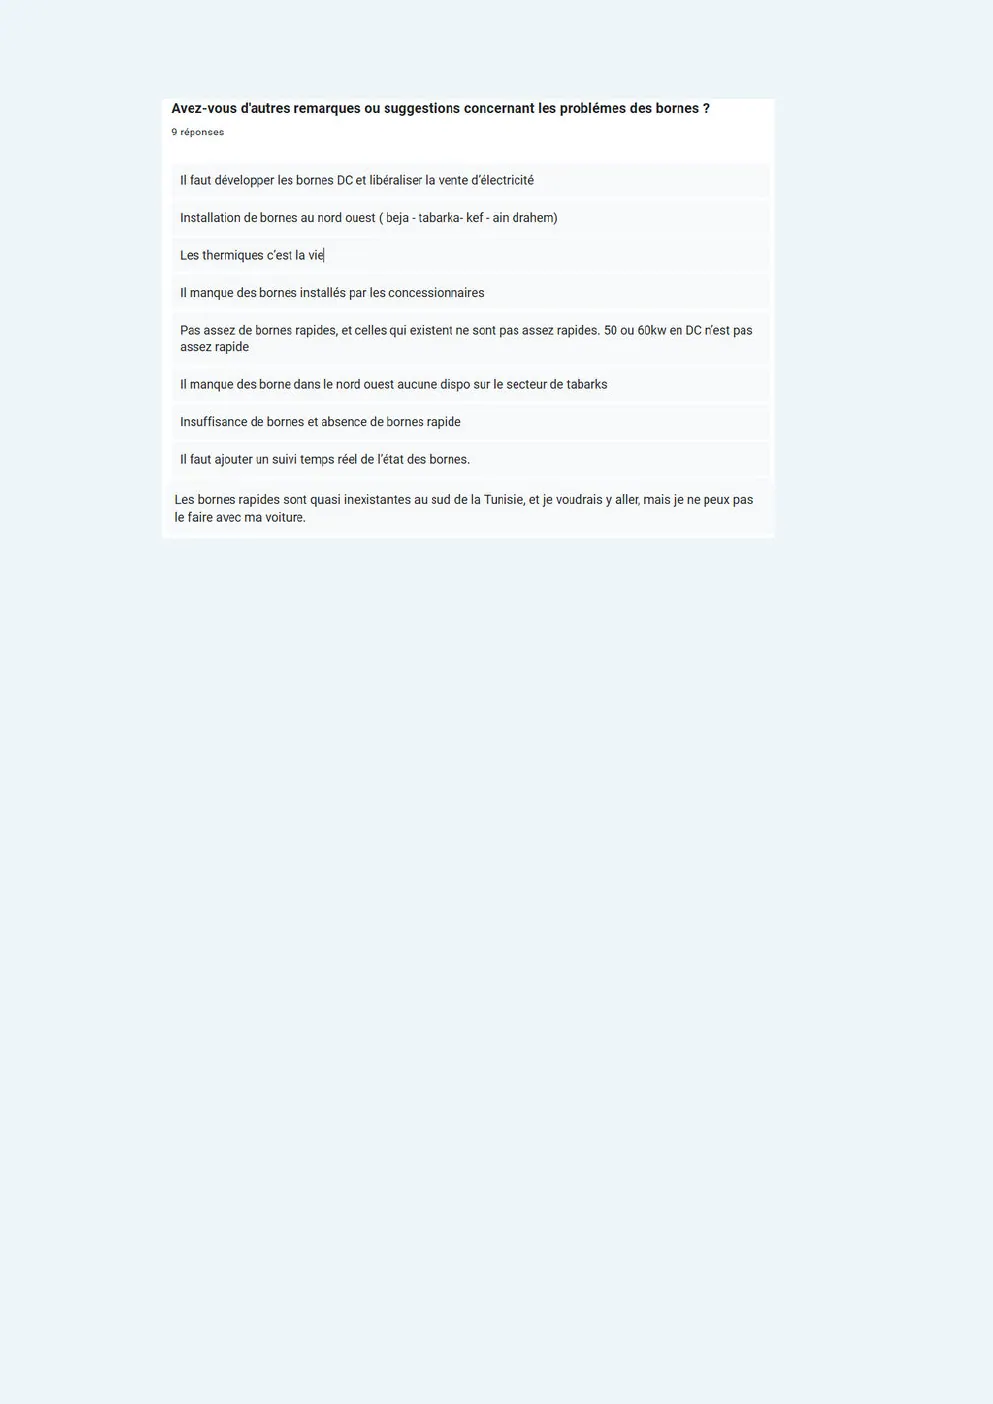 Avez-vous d'autres remarques ou suggestions concernant les problémes des bornes ?
9 réponses
Il faut développer les bornes DC et libéraliser la vente d'électricité
Installation de bornes au nord ouest ( beja - tabarka- kef - ain drahem)
Les thermiques c'est la vie
Il manque des bornes installés par les concessionnaires
Pas assez de bornes rapides, et celles qui existent ne sont pas assez rapides. 50 ou 60kw en DC n'est pas
assez rapide
Il manque des borne dans le nord ouest aucune dispo sur le secteur de tabarks
Insuffisance de bornes et absence de bornes rapide
Il faut ajouter un suivi temps réel de l'état des bornes.
Les bornes rapides sont quasi inexistantes au sud de la Tunisie, et je voudrais y aller, mais je ne peux pas
le faire avec ma voiture.